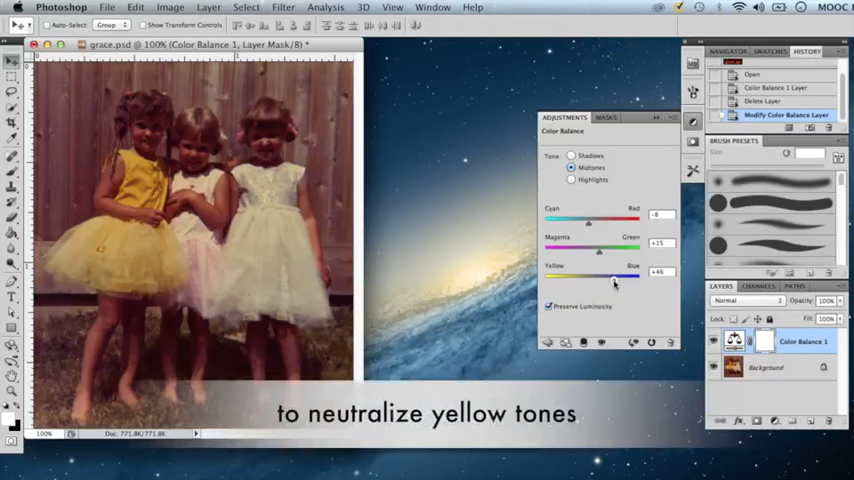 Photoshop File Edit Image Layer Select Filter Analysis 3D View Window Help MOOC
Auto-Select: Group Show Transform Controls
grace.psd @ 100% (Color Balance 1, Layer Mask/8) *
NAVIGATOR SWATCHES HISTORY
Open
Color Balance 1 Layer
Delete Layer
Modify Color Balance Layer
BRUSH PRESETS
Size:
ADJUSTMENTS MASKS
Color Balance
Tone: Shadows
Midtones
Highlights
Cyan Red -8
Magenta Green +15
Yellow Blue +46
Preserve Luminosity
LAYERS CHANNELS PATHS
Normal Opacity: 100%
Lock: Fill: 100%
Color Balance 1
Background
100% Doc: 771.8K/771.8K
to neutralize yellow tones